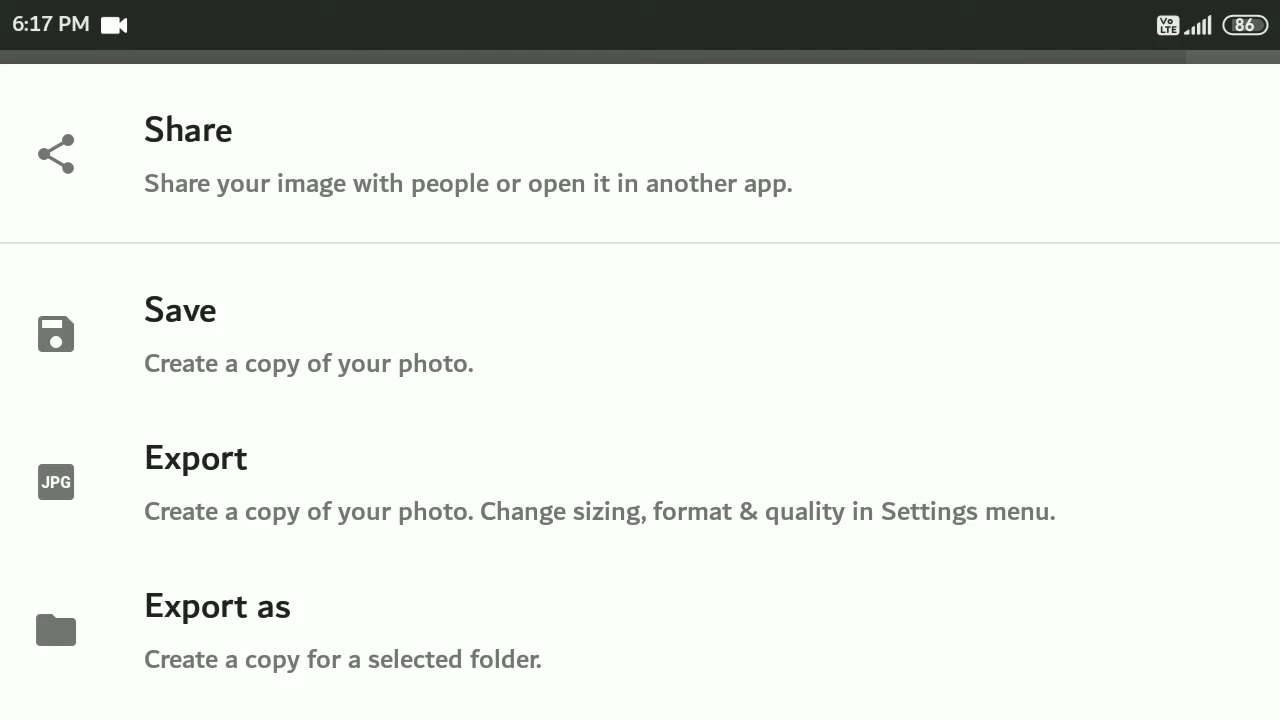 6:17 PM Vo LTE 86
Share
Share your image with people or open it in another app.
Save
Create a copy of your photo.
Export
JPG
Create a copy of your photo. Change sizing, format & quality in Settings menu.
Export as
Create a copy for a selected folder.